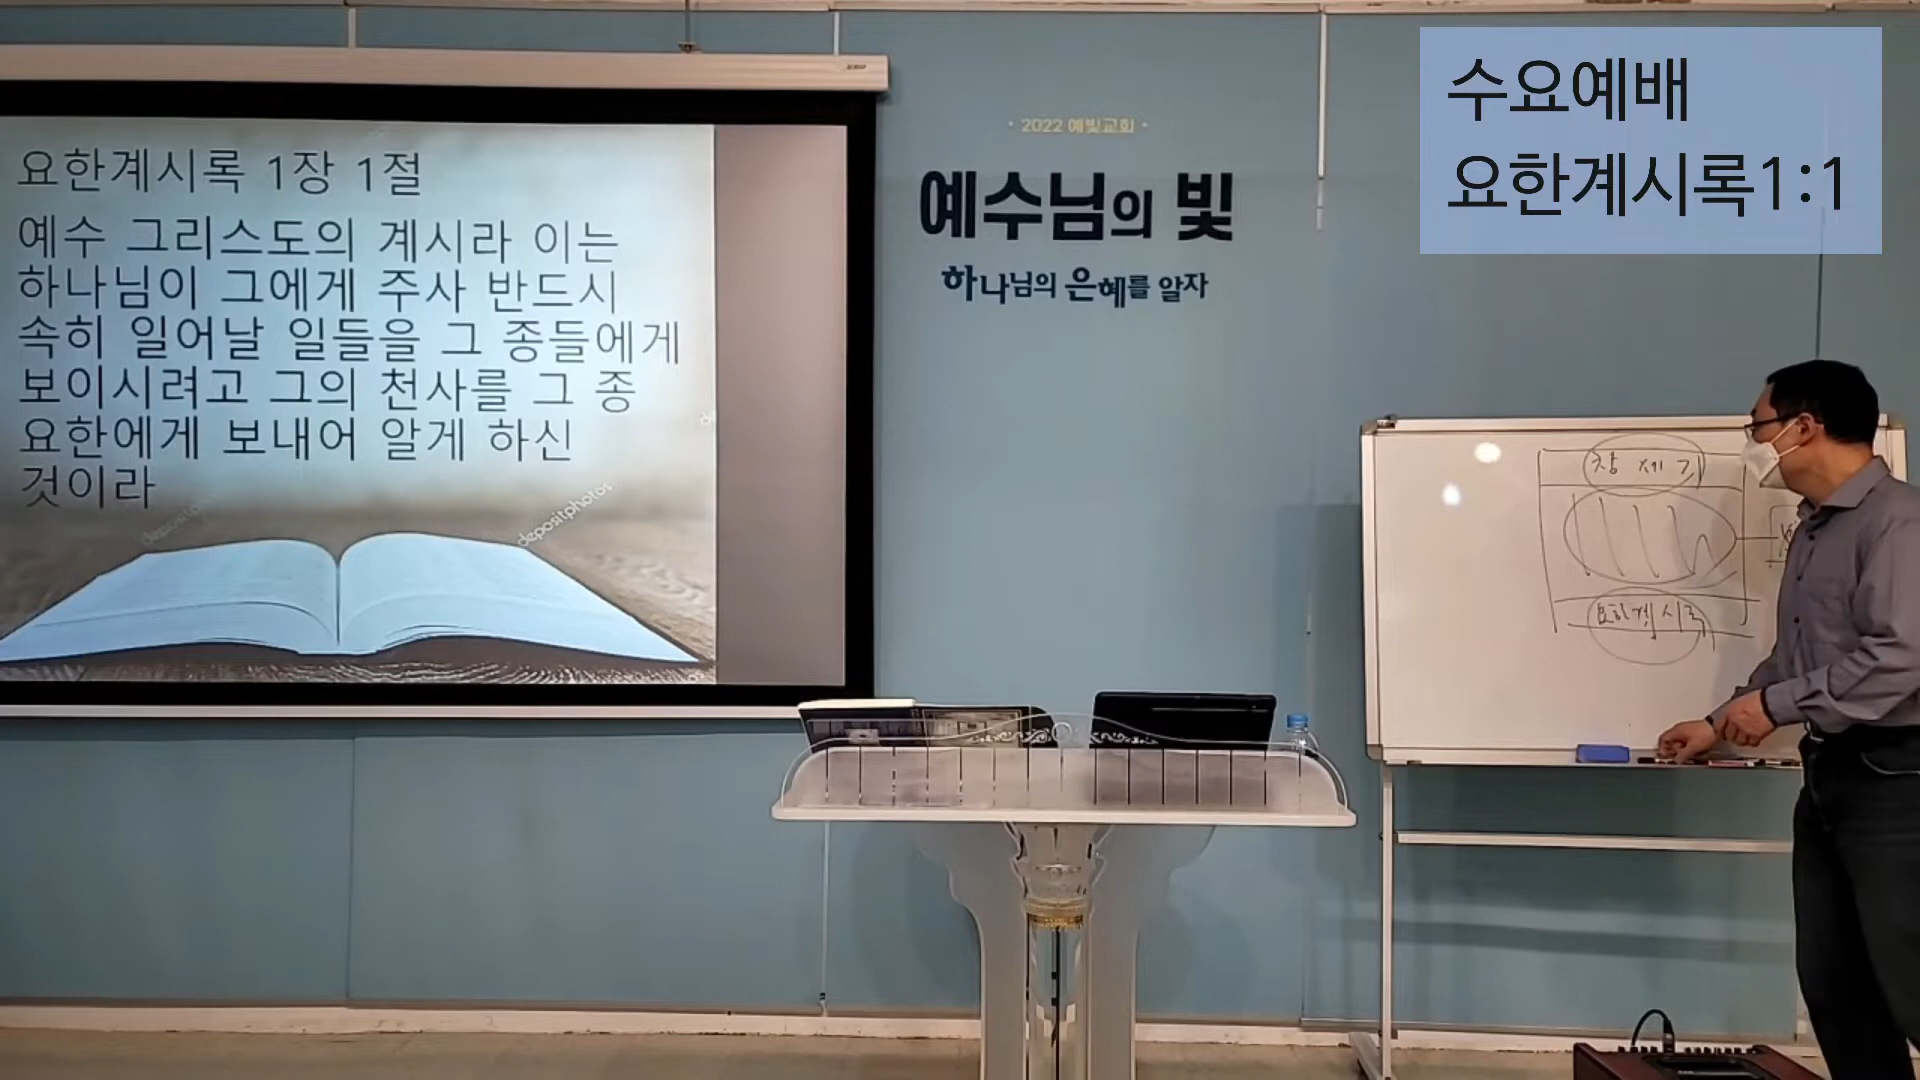 요한계시록 1장 1절
예수 그리스도의 계시라 이는
하나님이 그에게 주사 반드시
속히 일어날 일들을 그 종들에게
보이시려고 그의 천사를 그 종
요한에게 보내어 알게 하신
것이라
depositphotos
2022 예빛교회
예수님의 빛
하나님의 은혜를 알자
수요예배
요한계시록1:1
창세기
요한계시록